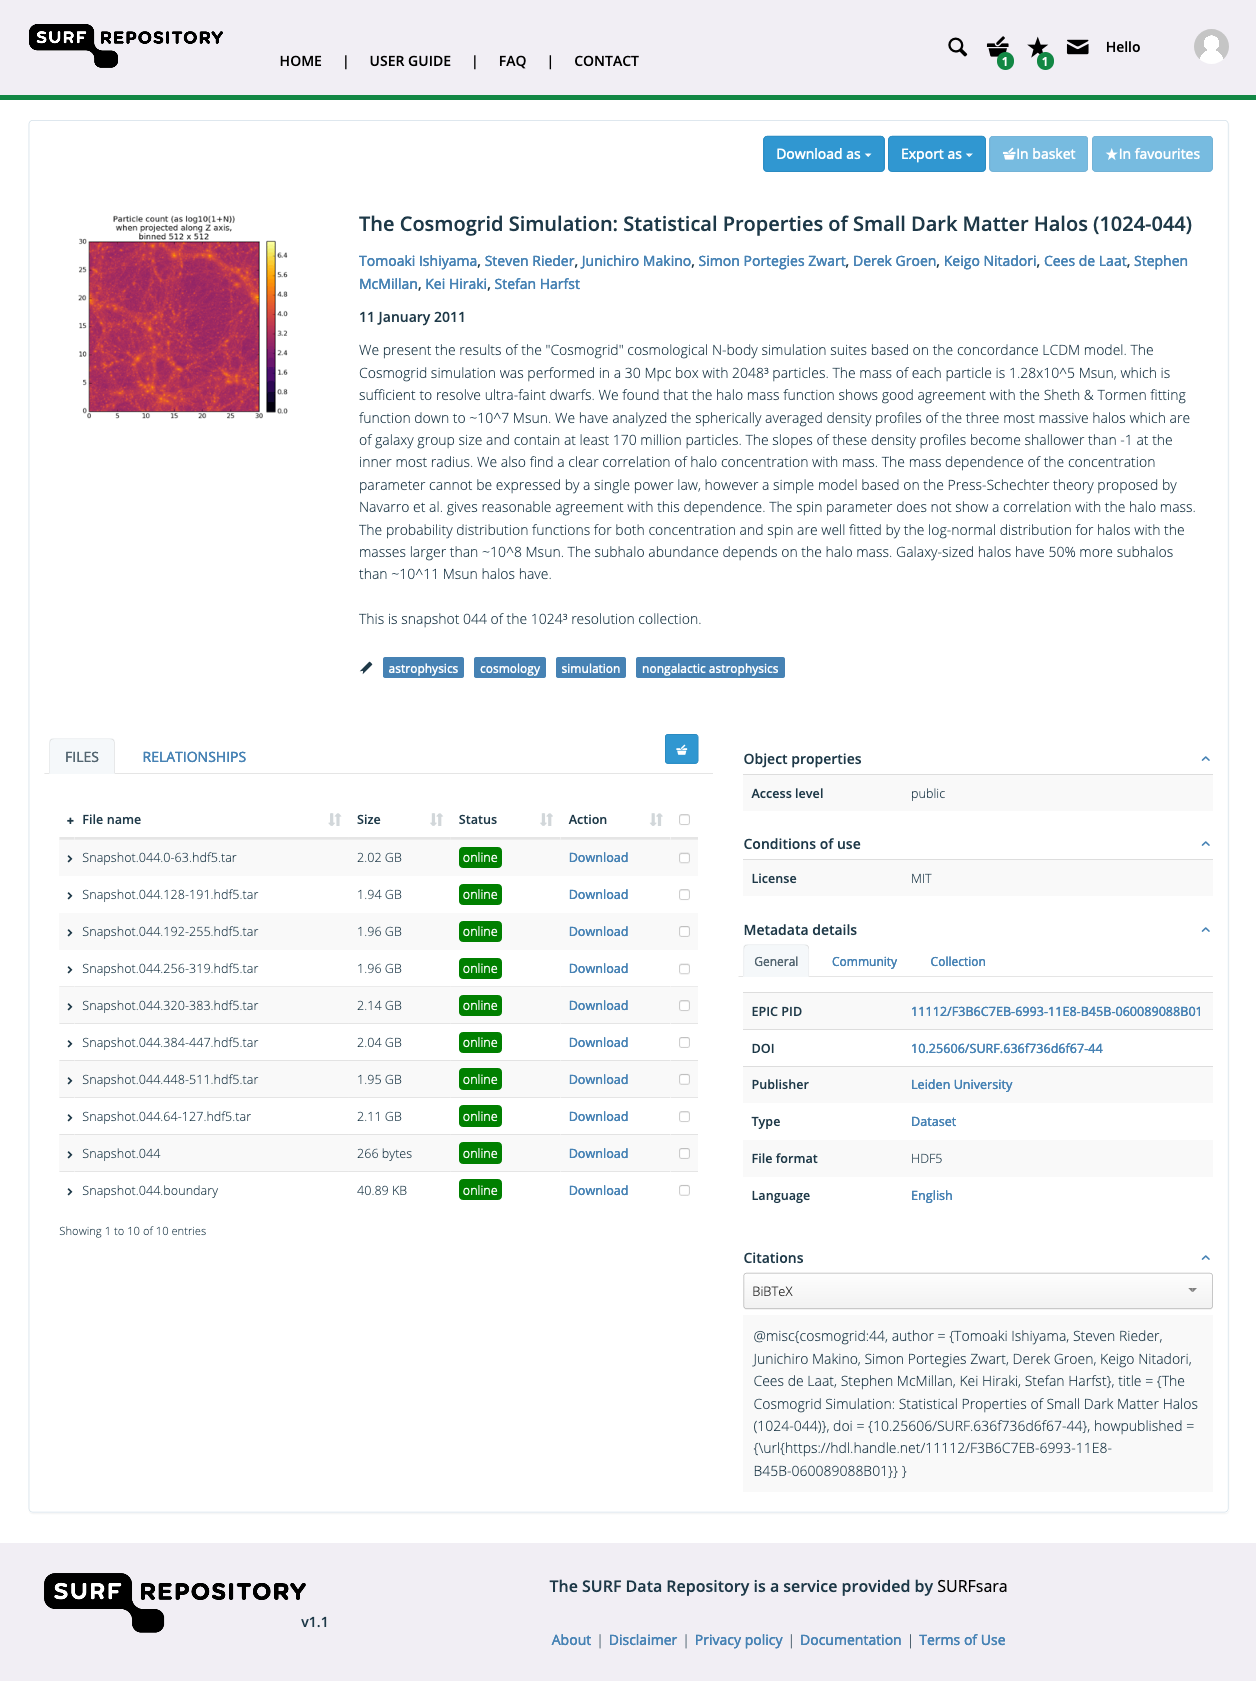 SURF REPOSITORY
HOME | USER GUIDE | FAQ | CONTACT
1 1 Hello
Download as Export as In basket In favourites
Particle count (as log10(1+N))
when projected along Z axis,
binned 512 x 512
30
25
20
15
10
5
0
0 5 10 15 20 25 30
6.4
5.6
4.8
4.0
3.2
2.4
1.6
0.8
0.0
The Cosmogrid Simulation: Statistical Properties of Small Dark Matter Halos (1024-044)
Tomoaki Ishiyama, Steven Rieder, Junichiro Makino, Simon Portegies Zwart, Derek Groen, Keigo Nitadori, Cees de Laat, Stephen
McMillan, Kei Hiraki, Stefan Harfst
11 January 2011
We present the results of the "Cosmogrid" cosmological N-body simulation suites based on the concordance LCDM model. The
Cosmogrid simulation was performed in a 30 Mpc box with 2048³ particles. The mass of each particle is 1.28x10^5 Msun, which is
sufficient to resolve ultra-faint dwarfs. We found that the halo mass function shows good agreement with the Sheth & Tormen fitting
function down to ~10^7 Msun. We have analyzed the spherically averaged density profiles of the three most massive halos which are
of galaxy group size and contain at least 170 million particles. The slopes of these density profiles become shallower than -1 at the
inner most radius. We also find a clear correlation of halo concentration with mass. The mass dependence of the concentration
parameter cannot be expressed by a single power law, however a simple model based on the Press-Schechter theory proposed by
Navarro et al. gives reasonable agreement with this dependence. The spin parameter does not show a correlation with the halo mass.
The probability distribution functions for both concentration and spin are well fitted by the log-normal distribution for halos with the
masses larger than ~10^8 Msun. The subhalo abundance depends on the halo mass. Galaxy-sized halos have 50% more subhalos
than ~10^11 Msun halos have.
This is snapshot 044 of the 1024³ resolution collection.
astrophysics cosmology simulation nongalactic astrophysics
FILES RELATIONSHIPS
+ File name Size Status Action
Snapshot.044.0-63.hdf5.tar 2.02 GB online Download
Snapshot.044.128-191.hdf5.tar 1.94 GB online Download
Snapshot.044.192-255.hdf5.tar 1.96 GB online Download
Snapshot.044.256-319.hdf5.tar 1.96 GB online Download
Snapshot.044.320-383.hdf5.tar 2.14 GB online Download
Snapshot.044.384-447.hdf5.tar 2.04 GB online Download
Snapshot.044.448-511.hdf5.tar 1.95 GB online Download
Snapshot.044.64-127.hdf5.tar 2.11 GB online Download
Snapshot.044 266 bytes online Download
Snapshot.044.boundary 40.89 KB online Download
Showing 1 to 10 of 10 entries
Object properties
Access level public
Conditions of use
License MIT
Metadata details
General Community Collection
EPIC PID 11112/F3B6C7EB-6993-11E8-B45B-060089088B01
DOI 10.25606/SURF.636f736d6f67-44
Publisher Leiden University
Type Dataset
File format HDF5
Language English
Citations
BiBTeX
@misc{cosmogrid:44, author = {Tomoaki Ishiyama, Steven Rieder,
Junichiro Makino, Simon Portegies Zwart, Derek Groen, Keigo Nitadori,
Cees de Laat, Stephen McMillan, Kei Hiraki, Stefan Harfst}, title = {The
Cosmogrid Simulation: Statistical Properties of Small Dark Matter Halos
(1024-044)}, doi = {10.25606/SURF.636f736d6f67-44}, howpublished =
{\url{https://hdl.handle.net/11112/F3B6C7EB-6993-11E8-
B45B-060089088B01}} }
SURF REPOSITORY
v1.1
The SURF Data Repository is a service provided by SURFsara
About | Disclaimer | Privacy policy | Documentation | Terms of Use